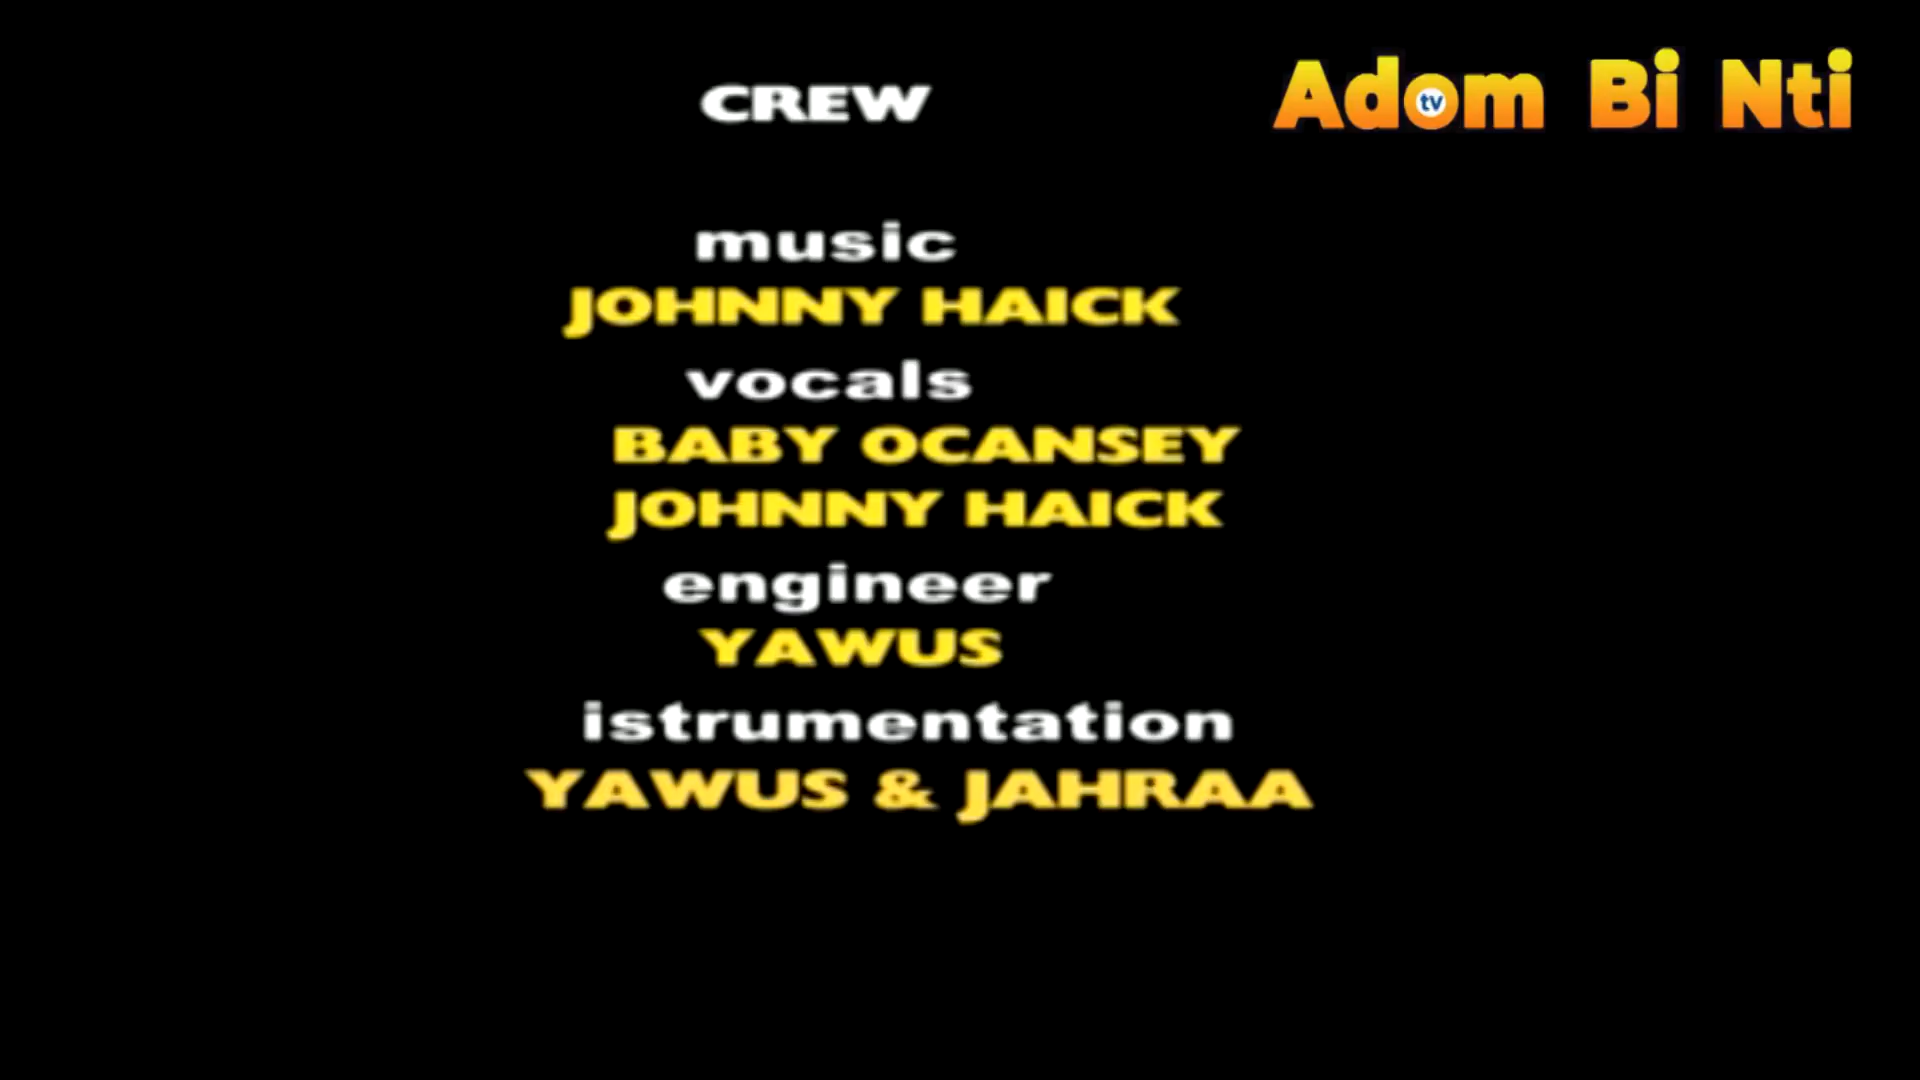 CREW
Adom Bi Nti
tv
music
JOHNNY HAICK
vocals
BABY OCANSEY
JOHNNY HAICK
engineer
YAWUS
istrumentation
YAWUS & JAHRAA